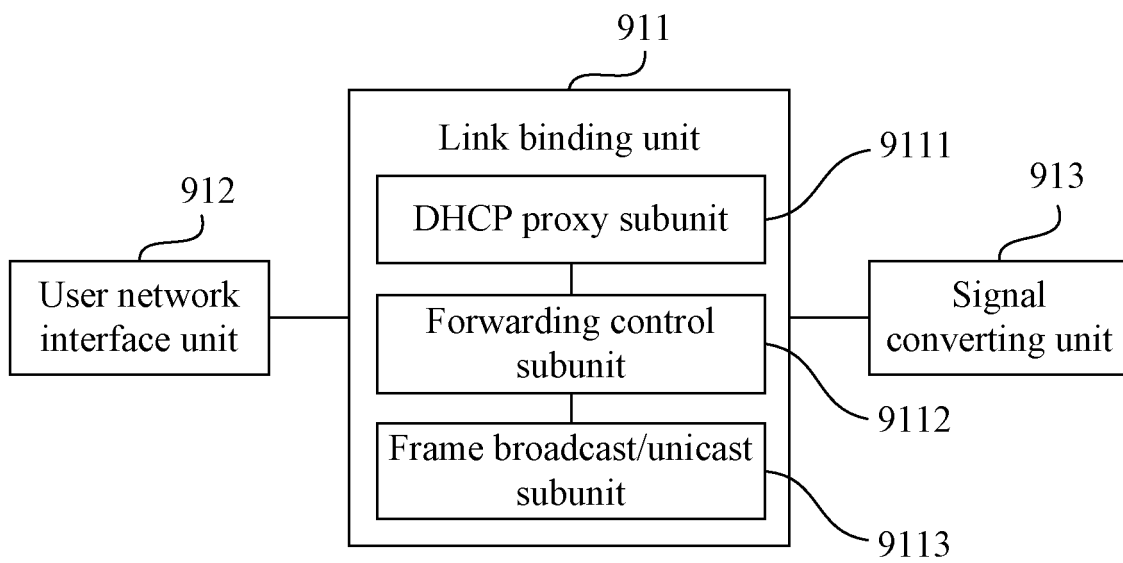 911
Link binding unit
9111
912
913
DHCP proxy subunit
User network
interface unit
Forwarding control
subunit
Signal
converting unit
9112
Frame broadcast/unicast
subunit
9113